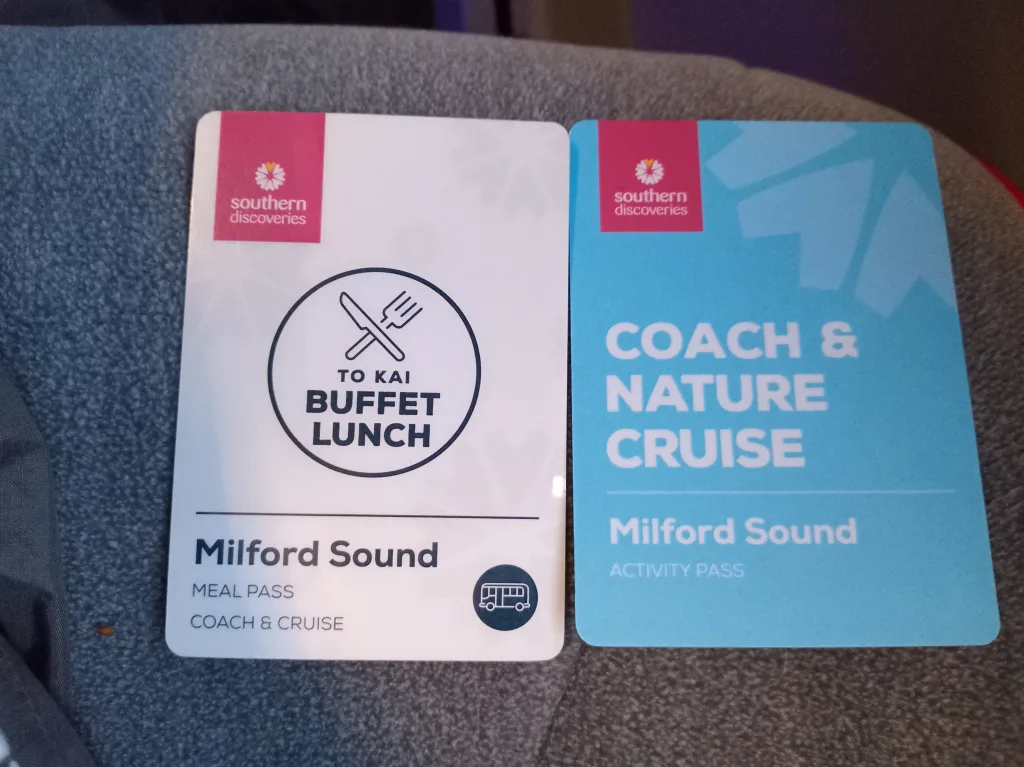 southern
discoveries
TO KAI
BUFFET
LUNCH
Milford Sound
MEAL PASS
COACH & CRUISE
southern
discoveries
COACH &
NATURE
CRUISE
Milford Sound
ACTIVITY PASS